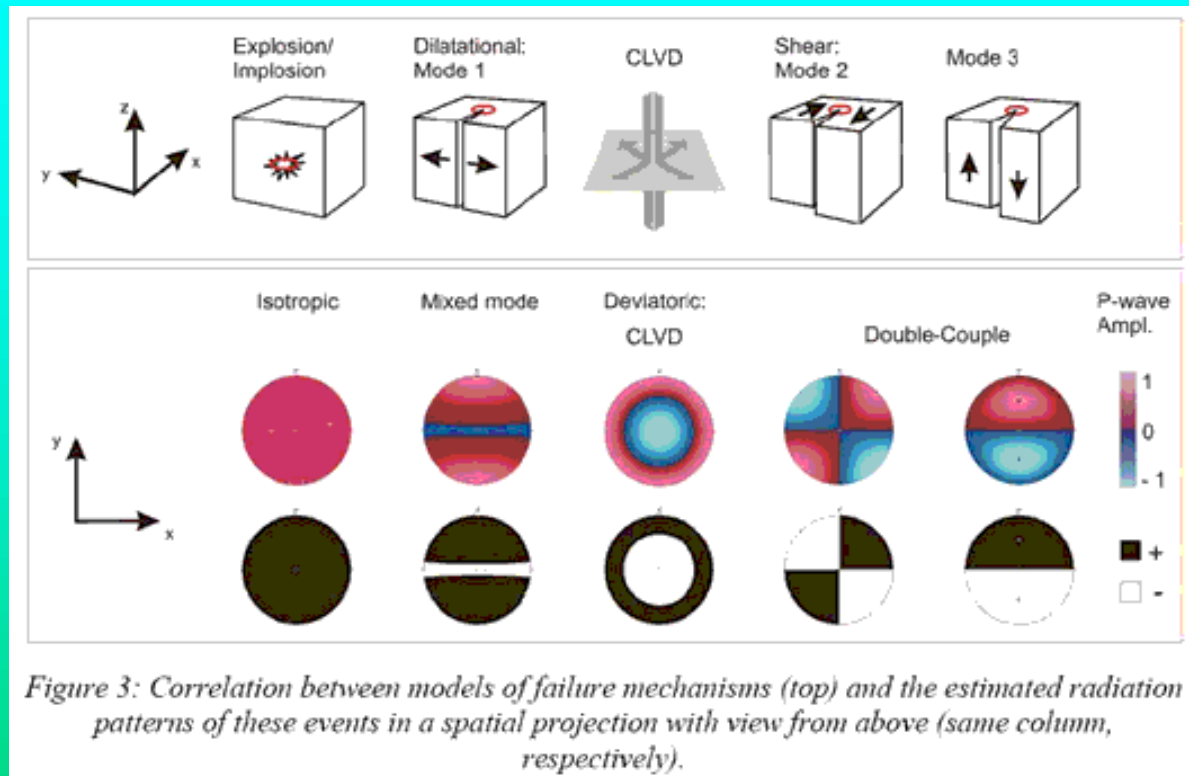 Explosion/
Implosion
Dilatational:
Mode 1
CLVD
Shear:
Mode 2
Mode 3
z
y
x
Isotropic
Mixed mode
Deviatoric:
CLVD
Double-Couple
P-wave
Ampl.
1
0
- 1
y
x
+
-
Figure 3: Correlation between models of failure mechanisms (top) and the estimated radiation
patterns of these events in a spatial projection with view from above (same column,
respectively).